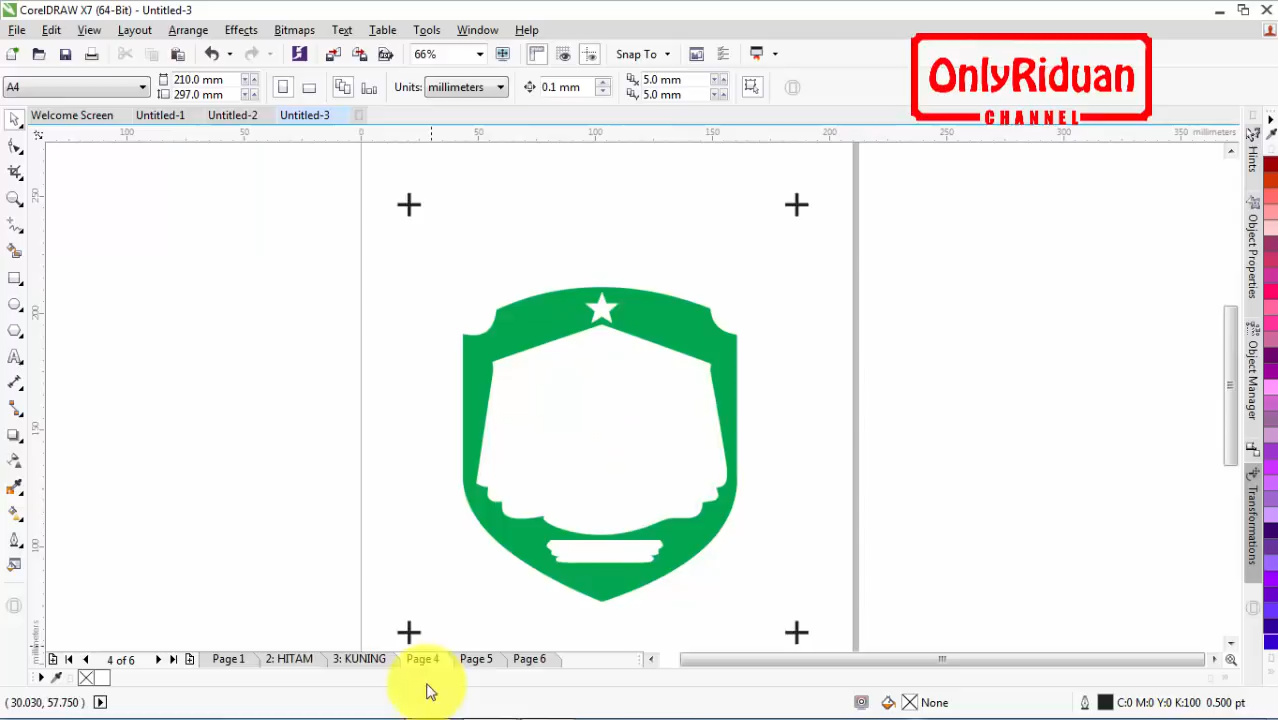 CorelDRAW X7 (64-Bit) - Untitled-3
File Edit View Layout Arrange Effects Bitmaps Text Table Tools Window Help
66% Snap To
A4 210.0 mm 297.0 mm Units: millimeters 0.1 mm 5.0 mm 5.0 mm
OnlyRiduan
CHANNEL
Welcome Screen Untitled-1 Untitled-2 Untitled-3
100 50 50 100 150 200 300 350 millimeters
250
200
150
100
millimeters
Hints
Object Properties
Object Manager
Transformations
4 of 6 Page 1 2: HITAM 3: KUNING Page 4 Page 5 Page 6
(30.030, 57.750) None C:0 M:0 Y:0 K:100 0.500 pt